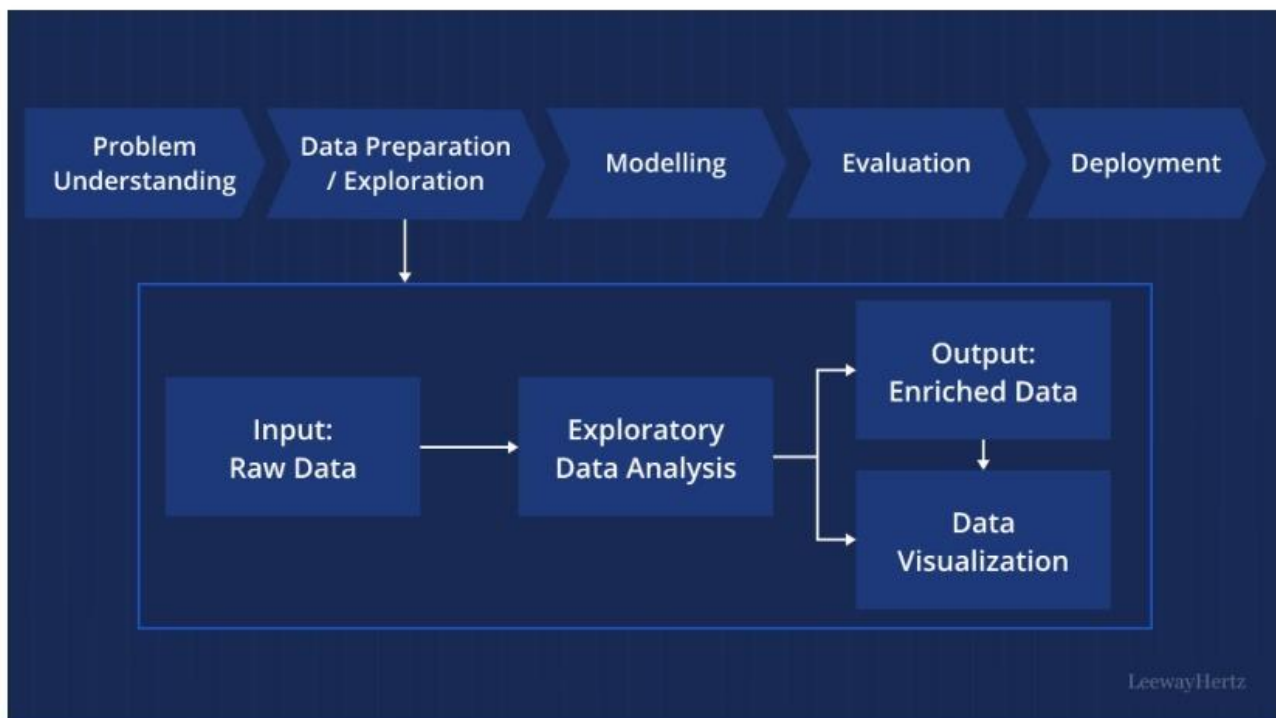 Problem
Understanding
Data Preparation
/ Exploration
Modelling
Evaluation
Deployment
Input:
Raw Data
Exploratory
Data Analysis
Output:
Enriched Data
Data
Visualization
LeewayHertz